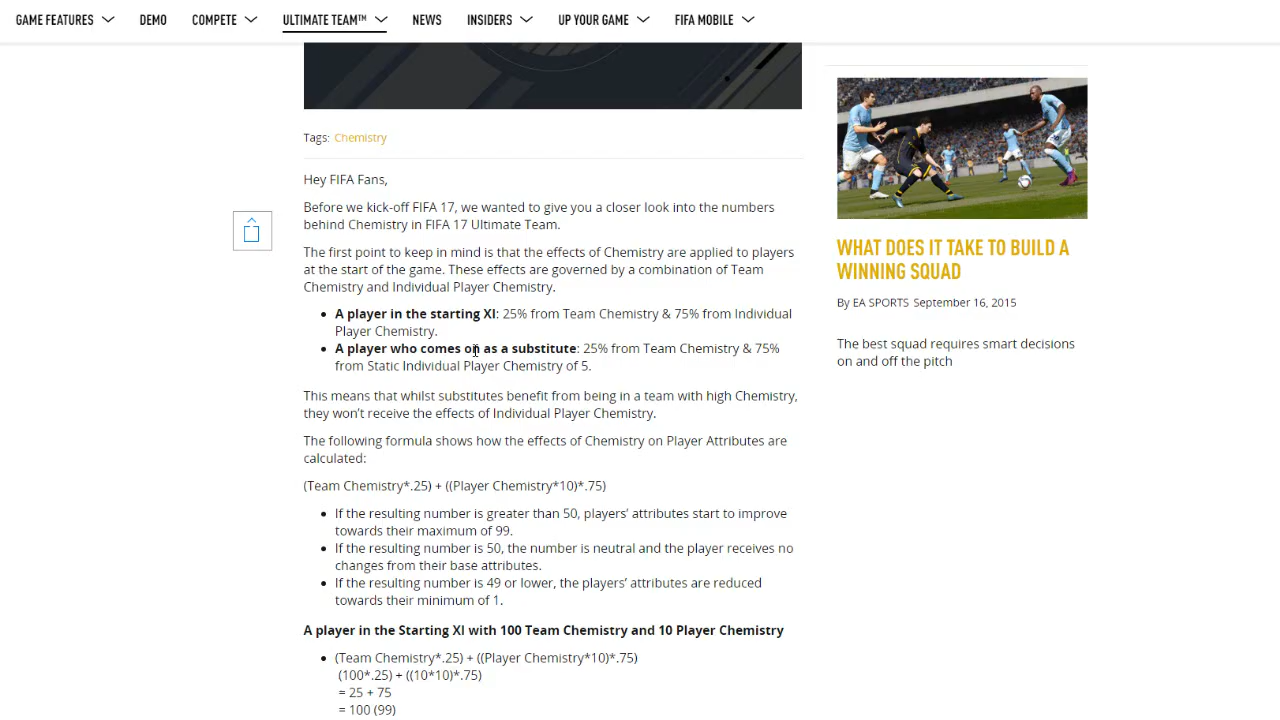 GAME FEATURES DEMO COMPETE ULTIMATE TEAM™ NEWS INSIDERS UP YOUR GAME FIFA MOBILE
Tags: Chemistry
Hey FIFA Fans,
Before we kick-off FIFA 17, we wanted to give you a closer look into the numbers
behind Chemistry in FIFA 17 Ultimate Team.
The first point to keep in mind is that the effects of Chemistry are applied to players
at the start of the game. These effects are governed by a combination of Team
Chemistry and Individual Player Chemistry.
• A player in the starting XI: 25% from Team Chemistry & 75% from Individual
Player Chemistry.
• A player who comes on as a substitute: 25% from Team Chemistry & 75%
from Static Individual Player Chemistry of 5.
This means that whilst substitutes benefit from being in a team with high Chemistry,
they won’t receive the effects of Individual Player Chemistry.
The following formula shows how the effects of Chemistry on Player Attributes are
calculated:
(Team Chemistry*.25) + ((Player Chemistry*10)*.75)
• If the resulting number is greater than 50, players’ attributes start to improve
towards their maximum of 99.
• If the resulting number is 50, the number is neutral and the player receives no
changes from their base attributes.
• If the resulting number is 49 or lower, the players’ attributes are reduced
towards their minimum of 1.
A player in the Starting XI with 100 Team Chemistry and 10 Player Chemistry
• (Team Chemistry*.25) + ((Player Chemistry*10)*.75)
(100*.25) + ((10*10)*.75)
= 25 + 75
= 100 (99)
WHAT DOES IT TAKE TO BUILD A
WINNING SQUAD
By EA SPORTS September 16, 2015
The best squad requires smart decisions
on and off the pitch